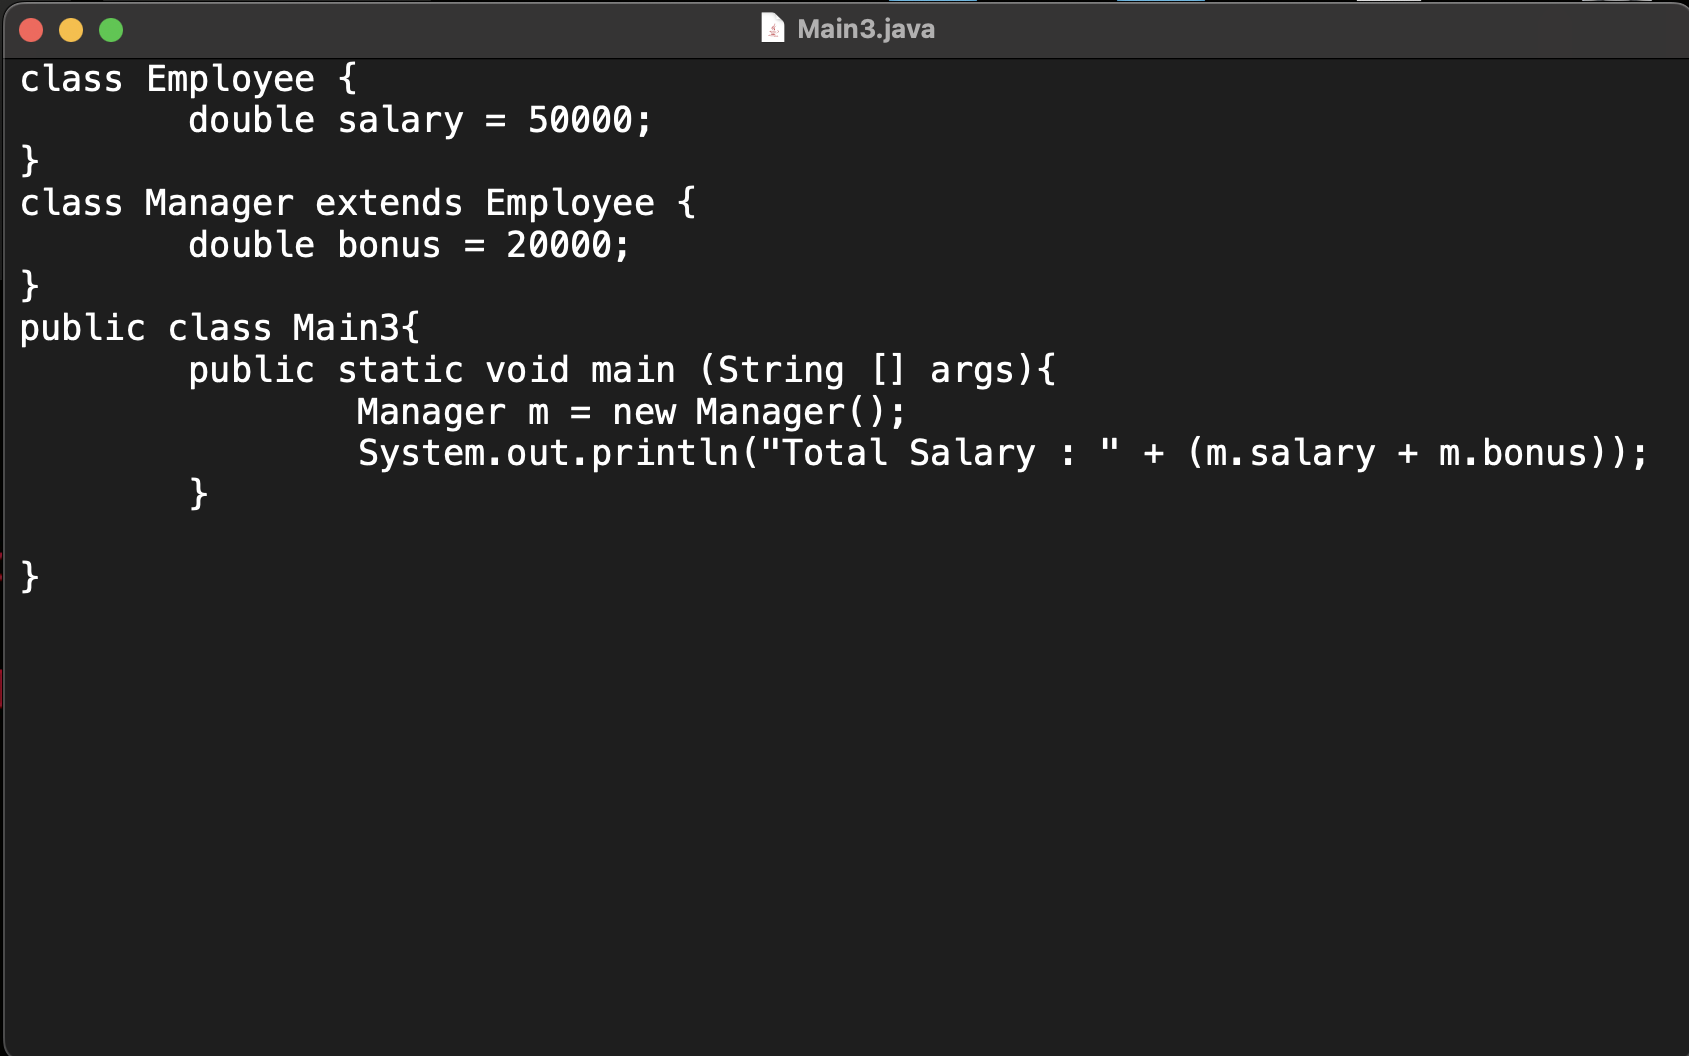 Main3.java
class Employee {
        double salary = 50000;
}
class Manager extends Employee {
        double bonus = 20000;
}
public class Main3{
        public static void main (String [] args){
                Manager m = new Manager();
                System.out.println("Total Salary : " + (m.salary + m.bonus));
        }

}